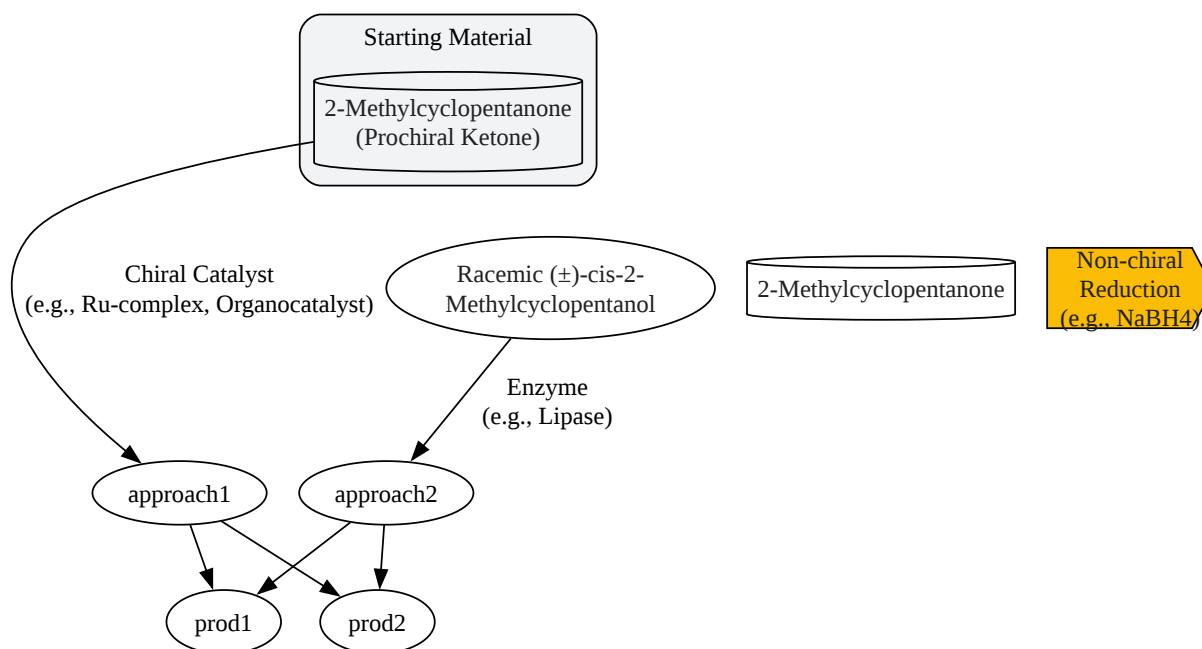 Starting Material
2-Methylcyclopentanone
(Prochiral Ketone)
Chiral Catalyst
(e.g., Ru-complex, Organocatalyst)
Racemic (±)-cis-2-
Methylcyclopentanol
2-Methylcyclopentanone
Non-chiral
Reduction
(e.g., NaBH4)
Enzyme
(e.g., Lipase)
approach1
approach2
prod1
prod2